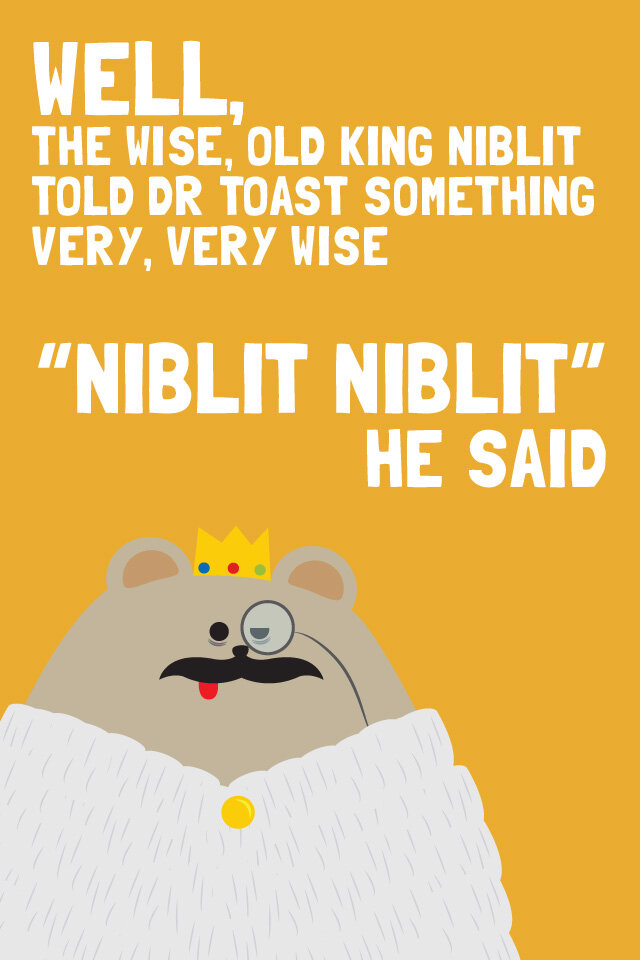 WELL,
THE WISE, OLD KING NIBLIT
TOLD DR TOAST SOMETHING
VERY, VERY WISE
"NIBLIT NIBLIT"
HE SAID